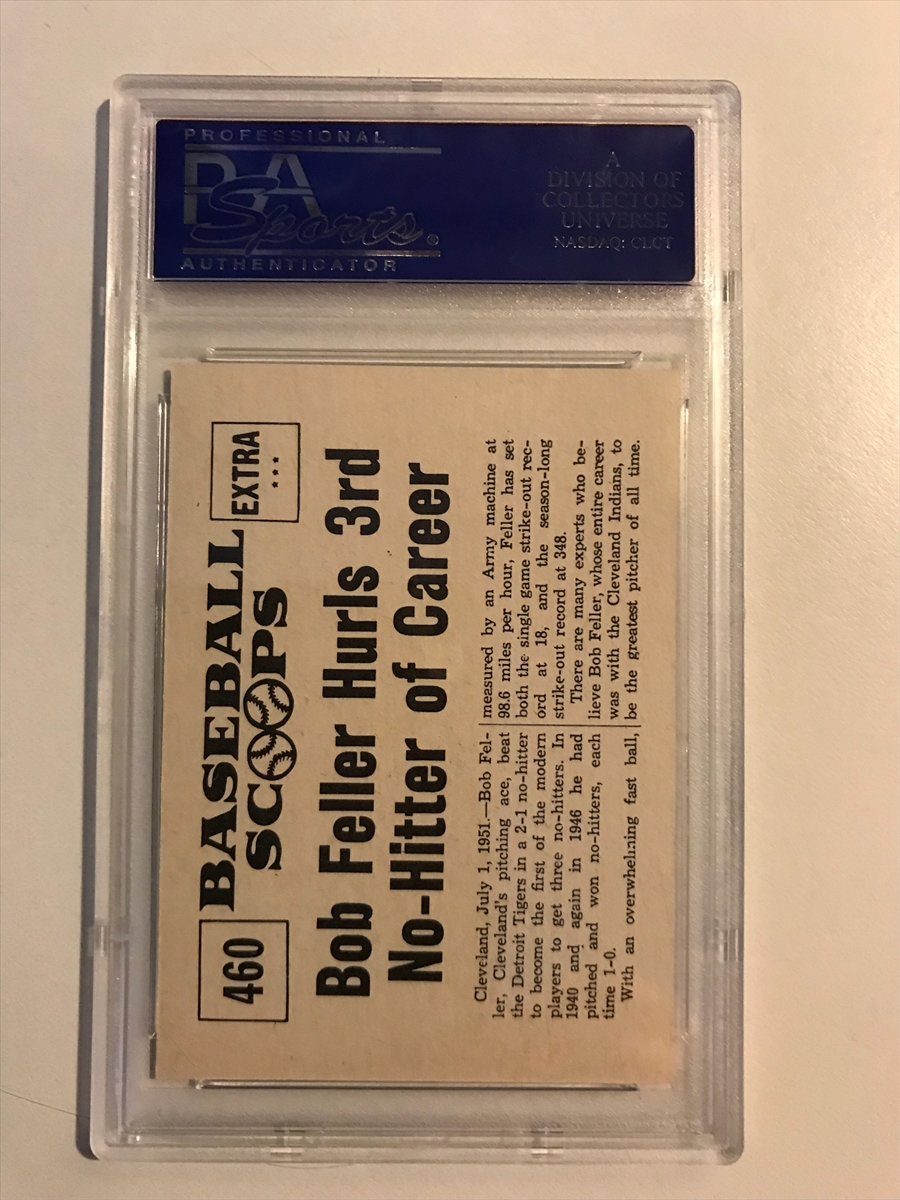 PROFESSIONAL
PSA
Sports®
AUTHENTICATOR
A
DIVISION OF
COLLECTORS
UNIVERSE
NASDAQ: CLCT
460
BASEBALL
SCOOPS
EXTRA
***
Bob Feller Hurls 3rd
No-Hitter of Career
Cleveland, July 1, 1951.—Bob Fel-
ler, Cleveland's pitching ace, beat
the Detroit Tigers in a 2-1 no-hitter
to become the first of the modern
players to get three no-hitters. In
1940 and again in 1946 he had
pitched and won no-hitters, each
time 1-0.
With an overwhelming fast ball,
measured by an Army machine at
98.6 miles per hour, Feller has set
both the single game strike-out rec-
ord at 18, and the season-long
strike-out record at 348.
There are many experts who be-
lieve Bob Feller, whose entire career
was with the Cleveland Indians, to
be the greatest pitcher of all time.